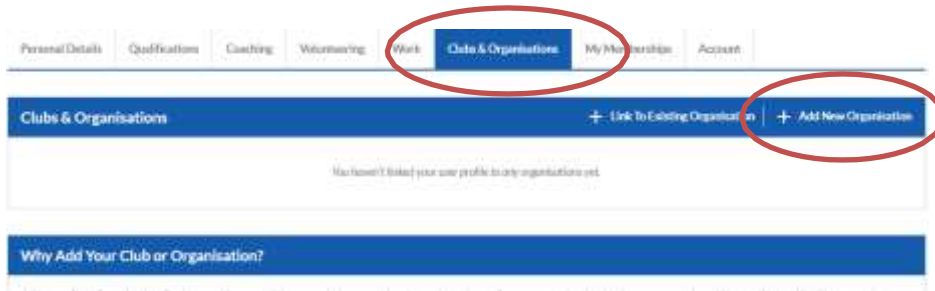 Personal Details Qualifications Coaching Volunteering Work Clubs & Organisations My Memberships Account
Clubs & Organisations + Link To Existing Organisation + Add New Organisation
You haven't linked your user profile to any organisations yet.
Why Add Your Club or Organisation?